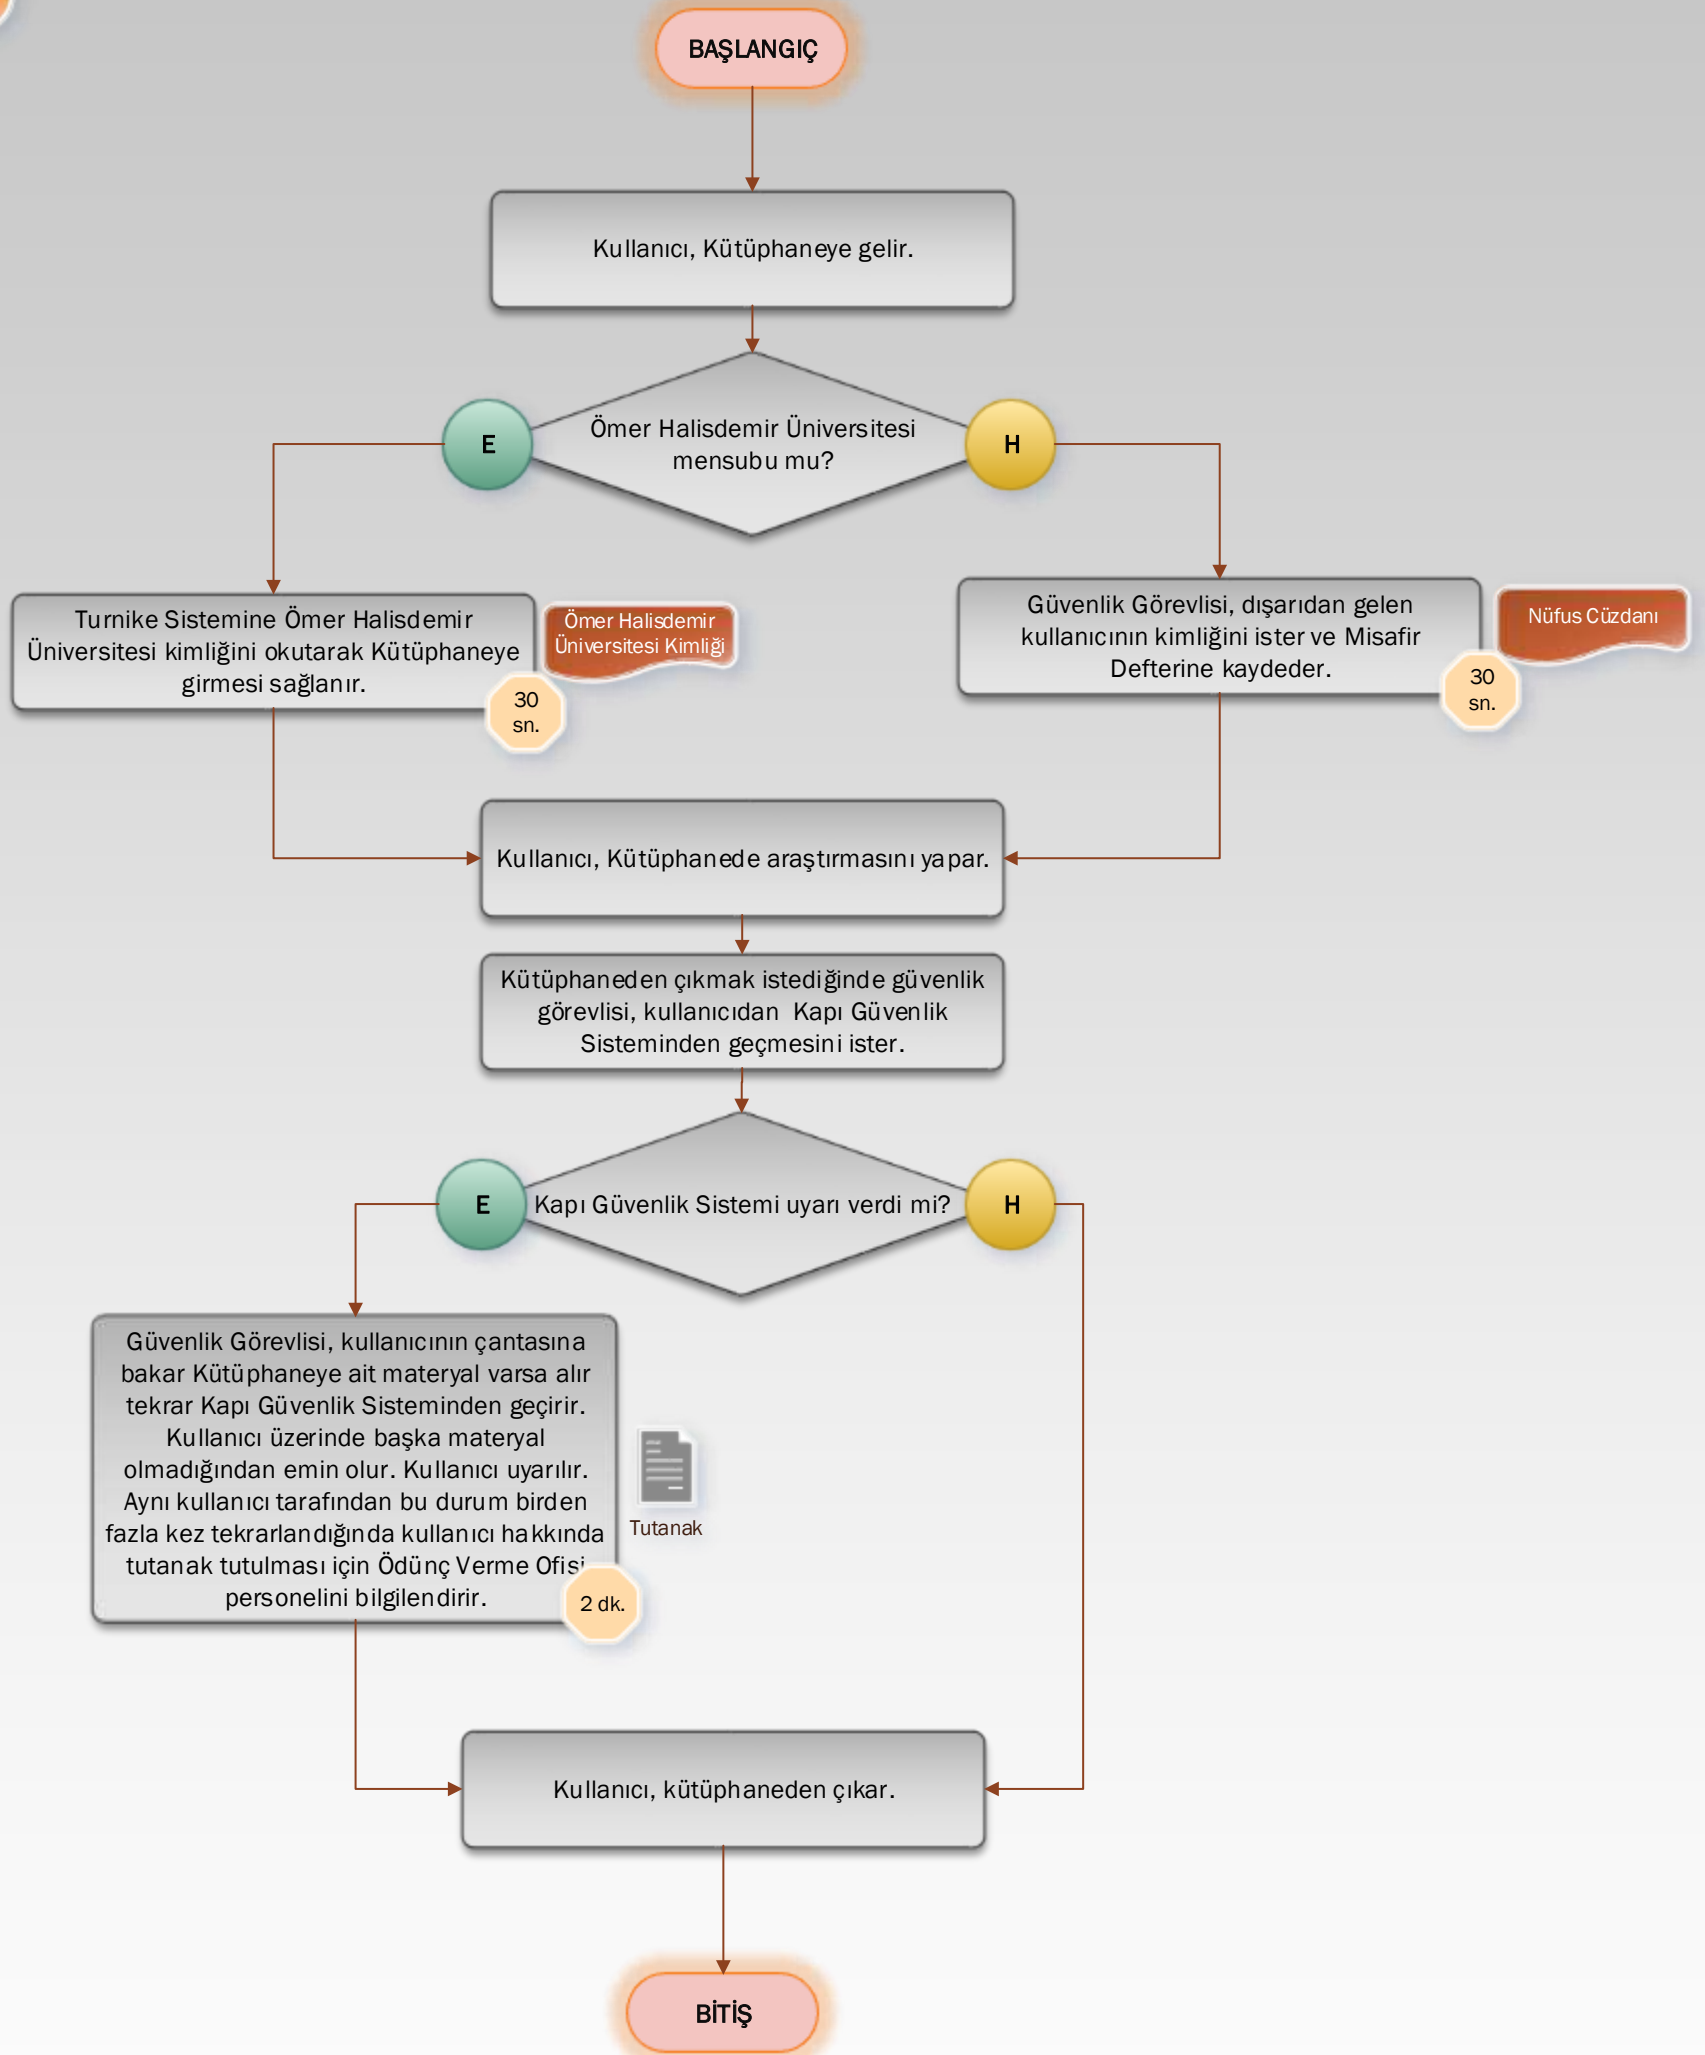 BAŞLANGIÇ
Kullanıcı, Kütüphaneye gelir.
Ömer Halisdemir Üniversitesi
mensubu mu?
E
H
Turnike Sistemine Ömer Halisdemir
Üniversitesi kimliğini okutarak Kütüphaneye
girmesi sağlanır.
Ömer Halisdemir
Üniversitesi Kimliği
30
sn.
Güvenlik Görevlisi, dışarıdan gelen
kullanıcının kimliğini ister ve Misafir
Defterine kaydeder.
Nüfus Cüzdanı
30
sn.
Kullanıcı, Kütüphanede araştırmasını yapar.
Kütüphaneden çıkmak istediğinde güvenlik
görevlisi, kullanıcıdan Kapı Güvenlik
Sisteminden geçmesini ister.
E
Kapı Güvenlik Sistemi uyarı verdi mi?
H
Güvenlik Görevlisi, kullanıcının çantasına
bakar Kütüphaneye ait materyal varsa alır
tekrar Kapı Güvenlik Sisteminden geçirir.
Kullanıcı üzerinde başka materyal
olmadığından emin olur. Kullanıcı uyarılır.
Aynı kullanıcı tarafından bu durum birden
fazla kez tekrarlandığında kullanıcı hakkında
tutanak tutulması için Ödünç Verme Ofisi
personelini bilgilendirir.
Tutanak
2 dk.
Kullanıcı, kütüphaneden çıkar.
BİTİŞ